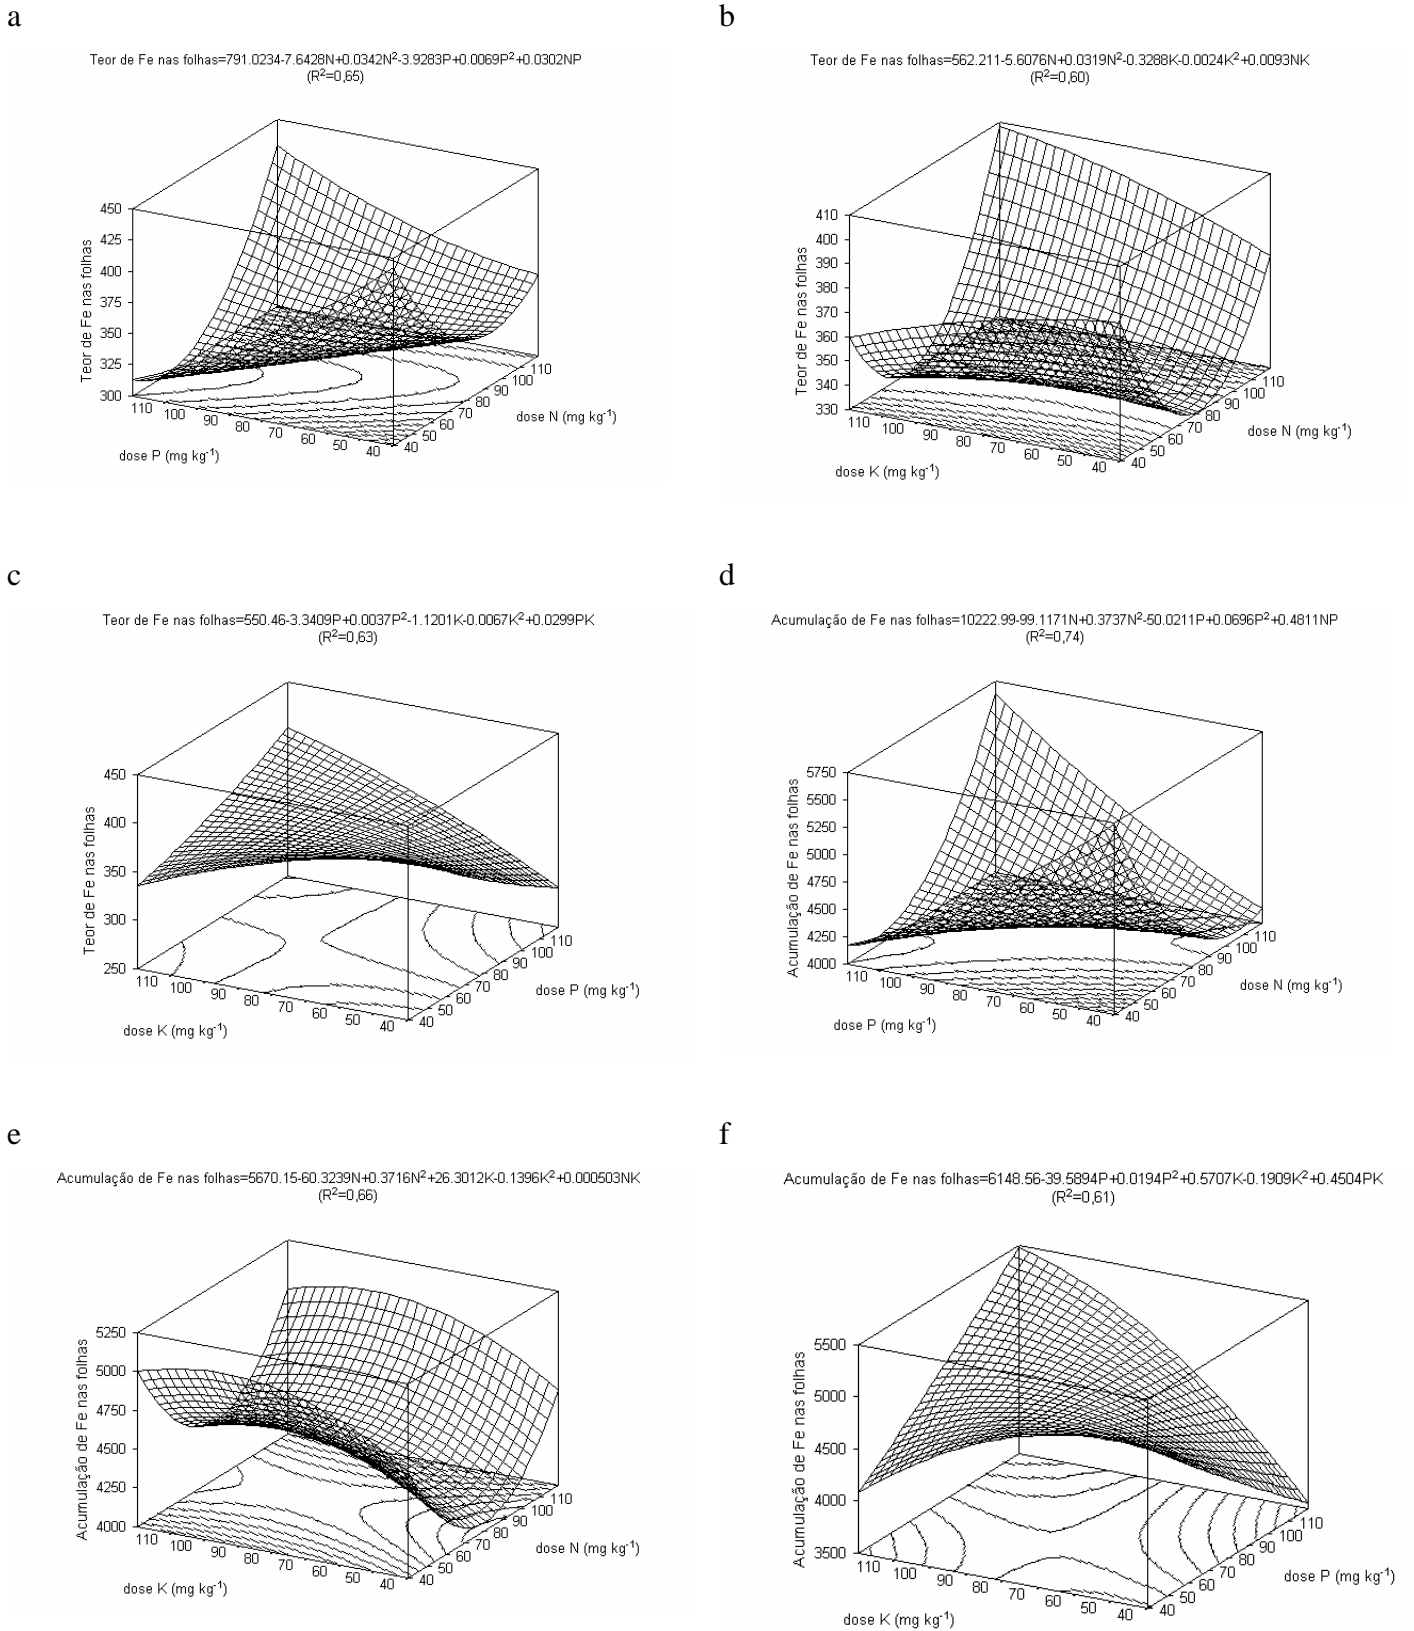 a
Teor de Fe nas folhas=791.0234-7.6428N+0.0342N²-3.9283P+0.0069P²+0.0302NP
(R²=0,65)
450
425
400
375
350
325
300
Teor de Fe nas folhas
110 100 90 80 70 60 50 40
dose P (mg kg⁻¹)
40 50 60 70 80 90 100 110
dose N (mg kg⁻¹)
b
Teor de Fe nas folhas=562.211-5.6076N+0.0319N²-0.3288K-0.0024K²+0.0093NK
(R²=0,60)
410
400
390
380
370
360
350
340
330
Teor de Fe nas folhas
110 100 90 80 70 60 50 40
dose K (mg kg⁻¹)
40 50 60 70 80 90 100 110
dose N (mg kg⁻¹)
c
Teor de Fe nas folhas=550.46-3.3409P+0.0037P²-1.1201K-0.0067K²+0.0299PK
(R²=0,63)
450
400
350
300
250
Teor de Fe nas folhas
110 100 90 80 70 60 50 40
dose K (mg kg⁻¹)
40 50 60 70 80 90 100 110
dose P (mg kg⁻¹)
d
Acumulação de Fe nas folhas=10222.99-99.1171N+0.3737N²-50.0211P+0.0696P²+0.4811NP
(R²=0,74)
5750
5500
5250
5000
4750
4500
4250
4000
Acumulação de Fe nas folhas
110 100 90 80 70 60 50 40
dose P (mg kg⁻¹)
40 50 60 70 80 90 100 110
dose N (mg kg⁻¹)
e
Acumulação de Fe nas folhas=5670.15-60.3239N+0.3716N²+26.3012K-0.1396K²+0.000503NK
(R²=0,66)
5250
5000
4750
4500
4250
4000
Acumulação de Fe nas folhas
110 100 90 80 70 60 50 40
dose K (mg kg⁻¹)
40 50 60 70 80 90 100 110
dose N (mg kg⁻¹)
f
Acumulação de Fe nas folhas=6148.56-39.5894P+0.0194P²+0.5707K-0.1909K²+0.4504PK
(R²=0,61)
5500
5000
4500
4000
3500
Acumulação de Fe nas folhas
110 100 90 80 70 60 50 40
dose K (mg kg⁻¹)
40 50 60 70 80 90 100 110
dose P (mg kg⁻¹)